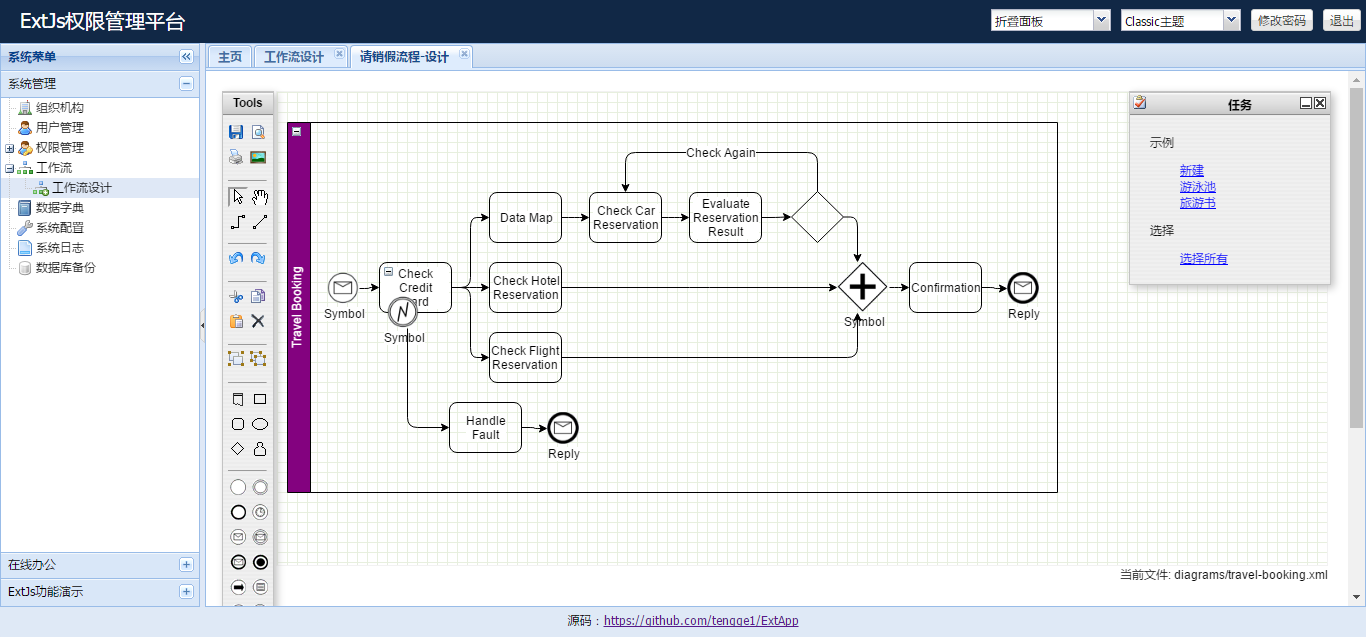 ExtJs权限管理平台
折叠面板
Classic主题
修改密码
退出
系统菜单
主页
工作流设计
请销假流程-设计
系统管理
组织机构
用户管理
权限管理
工作流
工作流设计
数据字典
系统配置
系统日志
数据库备份
在线办公
ExtJs功能演示
Tools
Travel Booking
Check Again
Data Map
Check Car
Reservation
Evaluate
Reservation
Result
Check
Credit
Card
Symbol
Symbol
Check Hotel
Reservation
Check Flight
Reservation
Symbol
Confirmation
Reply
Handle
Fault
Reply
任务
示例
新建
游泳池
旅游书
选择
选择所有
当前文件: diagrams/travel-booking.xml
源码：https://github.com/tengge1/ExtApp